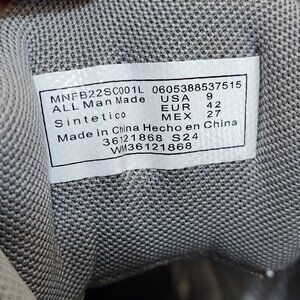 MNFB22SC001L 0605388537515
ALL Man Made USA 9
Sintetico EUR 42
MEX 27
Made in China Hecho en China
36121868 S24
WM36121868